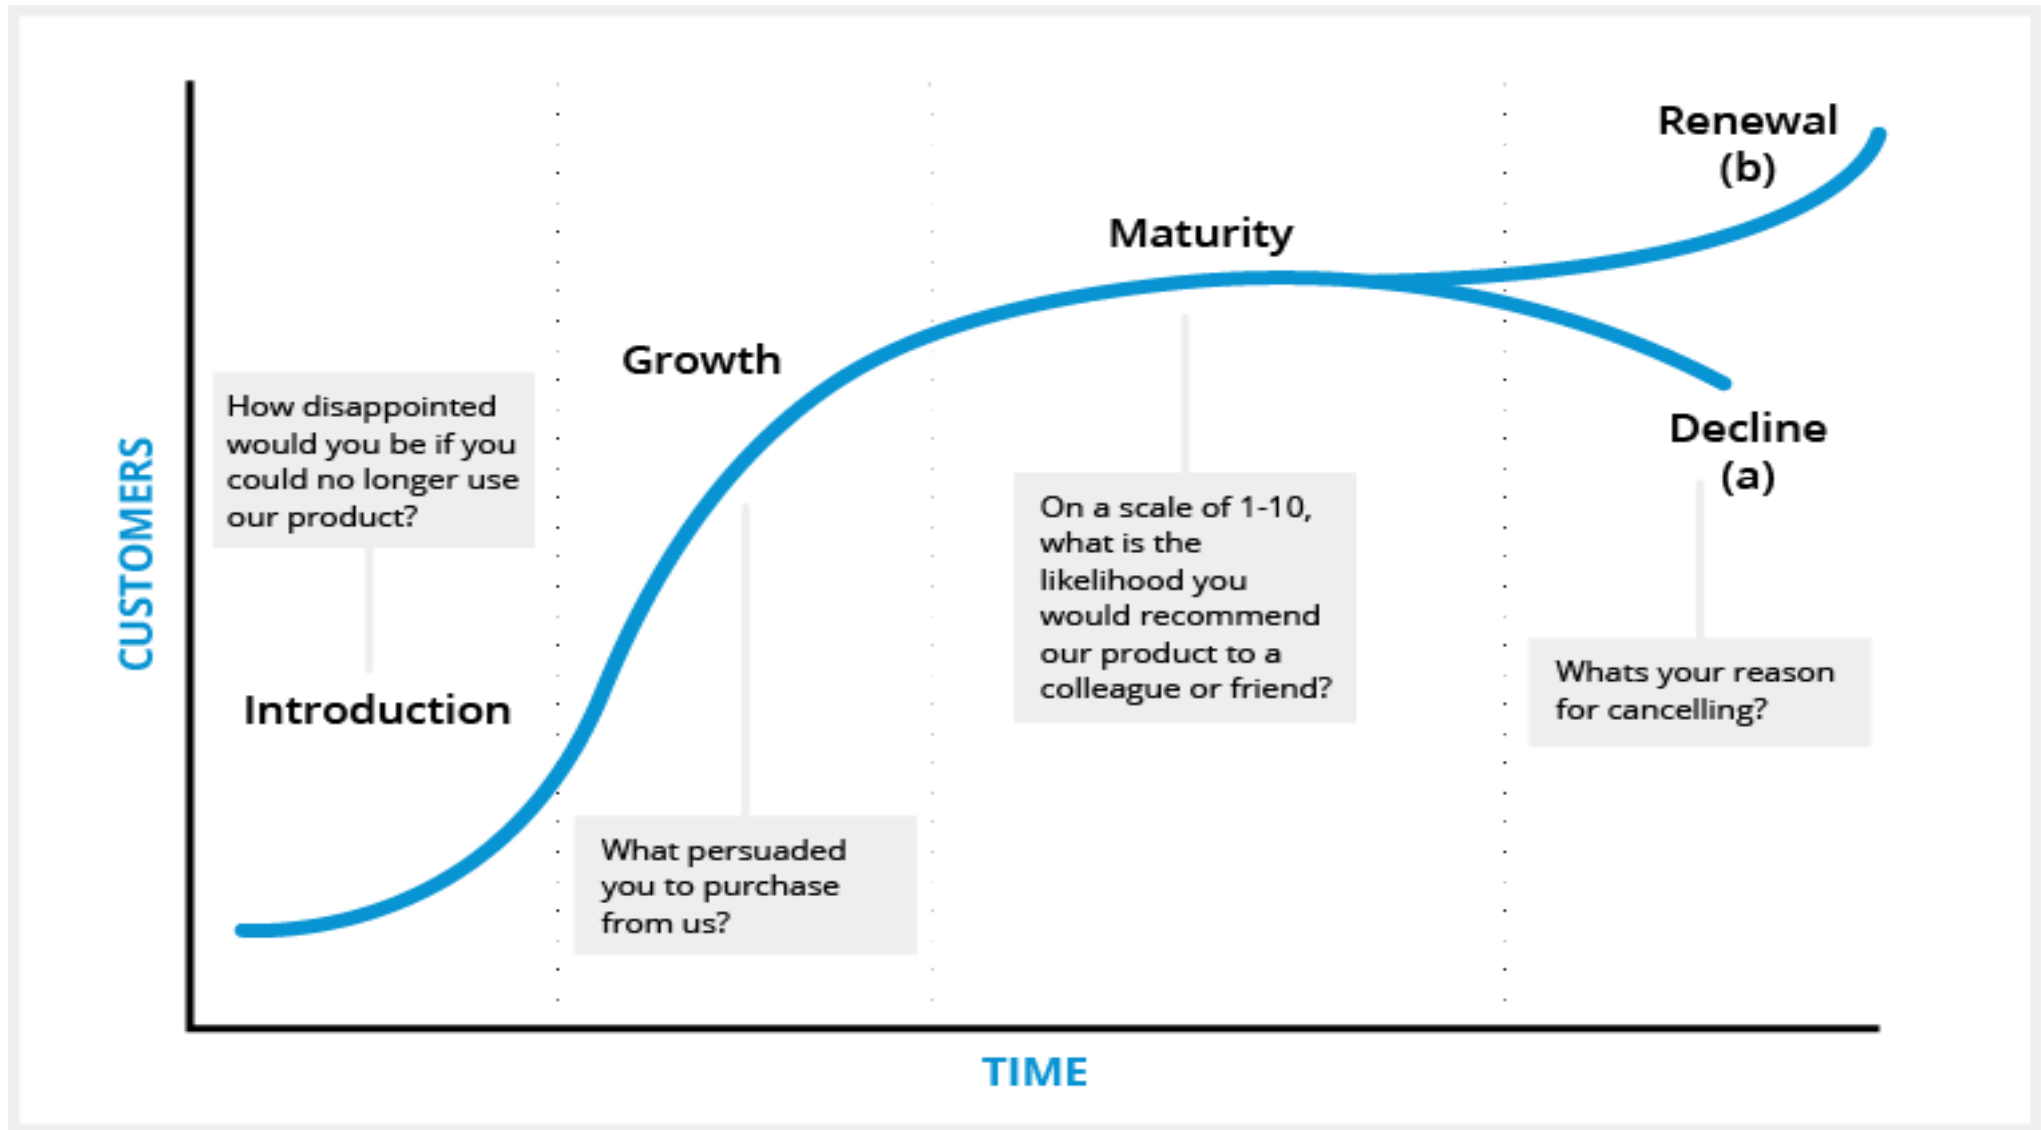 Renewal
(b)
Maturity
Growth
How disappointed
would you be if you
could no longer use
our product?
Decline
(a)
On a scale of 1-10,
what is the
likelihood you
would recommend
our product to a
colleague or friend?
CUSTOMERS
Whats your reason
for cancelling?
Introduction
What persuaded
you to purchase
from us?
TIME